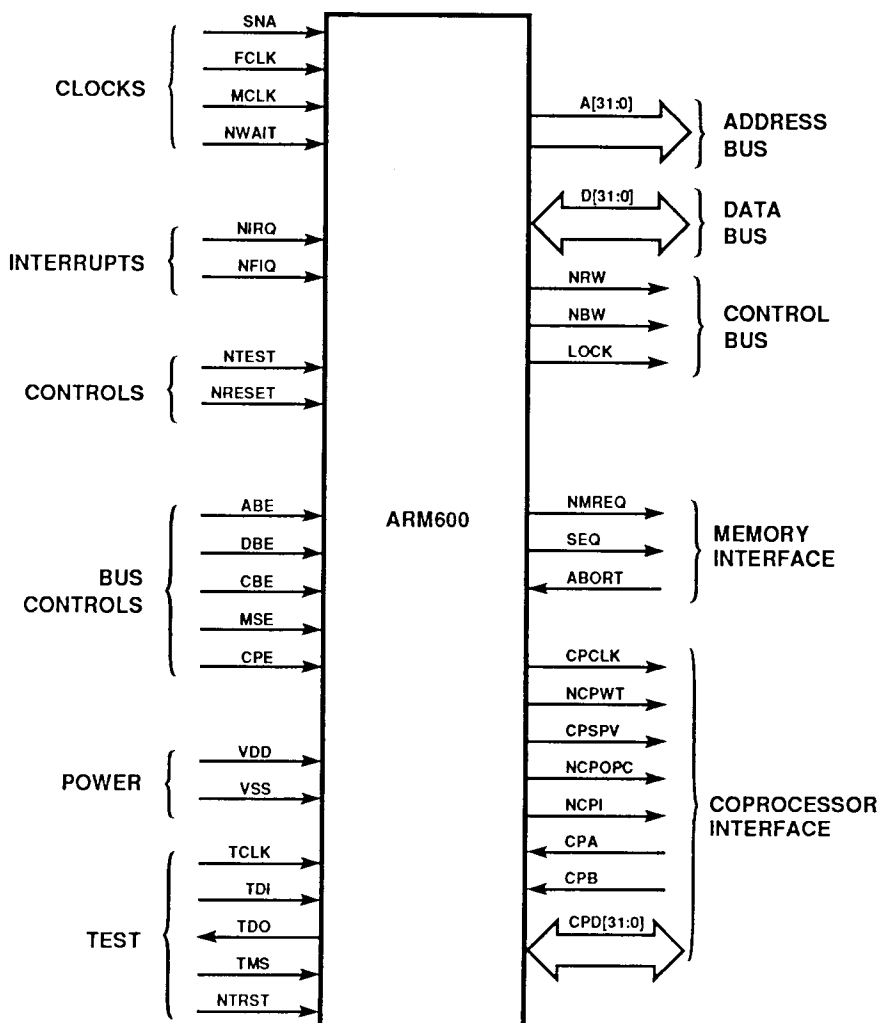 SNA
FCLK
CLOCKS
MCLK
NWAIT
NIRQ
INTERRUPTS
NFIQ
NTEST
CONTROLS
NRESET
ABE
DBE
BUS
CONTROLS
CBE
MSE
CPE
VDD
POWER
VSS
TCLK
TDI
TDO
TEST
TMS
NTRST
ARM600
A[31:0]
ADDRESS
BUS
D[31:0]
DATA
BUS
NRW
NBW
LOCK
CONTROL
BUS
NMREQ
SEQ
ABORT
MEMORY
INTERFACE
CPCLK
NCPWT
CPSPV
NCPOPC
NCPI
CPA
CPB
CPD[31:0]
COPROCESSOR
INTERFACE